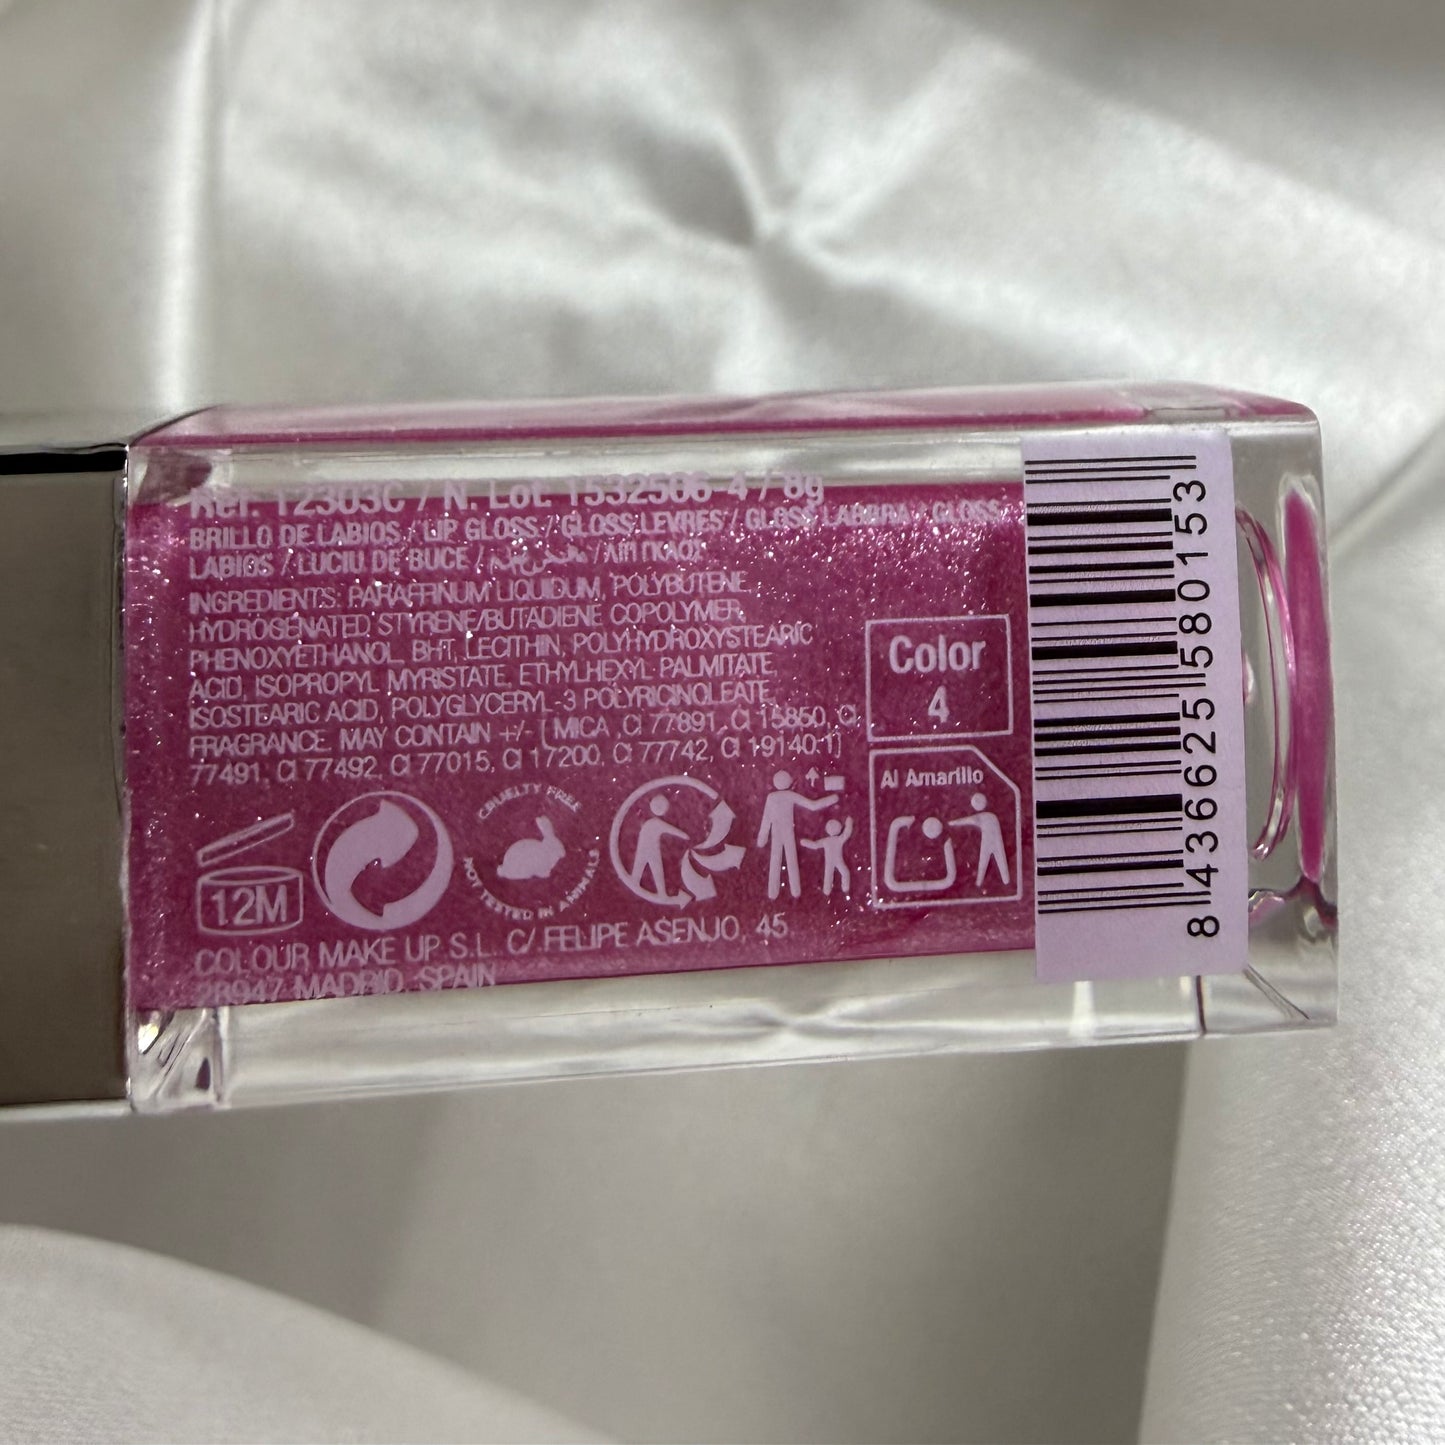 Ref. 12303C / N. Lot 1532506-4 / 8g
BRILLO DE LABIOS / LIP GLOSS / GLOSS LEVRES / GLOSS LABBRA / GLOSS
LABIOS / LUCIU DE BUCE / / ΛΙΠ ΓΚΛΟΣ
INGREDIENTS: PARAFFINUM LIQUIDUM, POLYBUTENE,
HYDROGENATED STYRENE/BUTADIENE COPOLYMER,
PHENOXYETHANOL, BHT, LECITHIN, POLYHYDROXYSTEARIC
ACID, ISOPROPYL MYRISTATE, ETHYLHEXYL PALMITATE,
ISOSTEARIC ACID, POLYGLYCERYL-3 POLYRICINOLEATE,
FRAGRANCE. MAY CONTAIN +/- [ MICA, CI 77891, CI 15850, CI
77491, CI 77492, CI 77015, CI 17200, CI 77742, CI 19140:1]
Color
4
Al Amarillo
12M
CRUELTY FREE
NOT TESTED IN ANIMALS
COLOUR MAKE UP S.L. C/ FELIPE ASENJO, 45
28947 MADRID, SPAIN
8 436625 580153